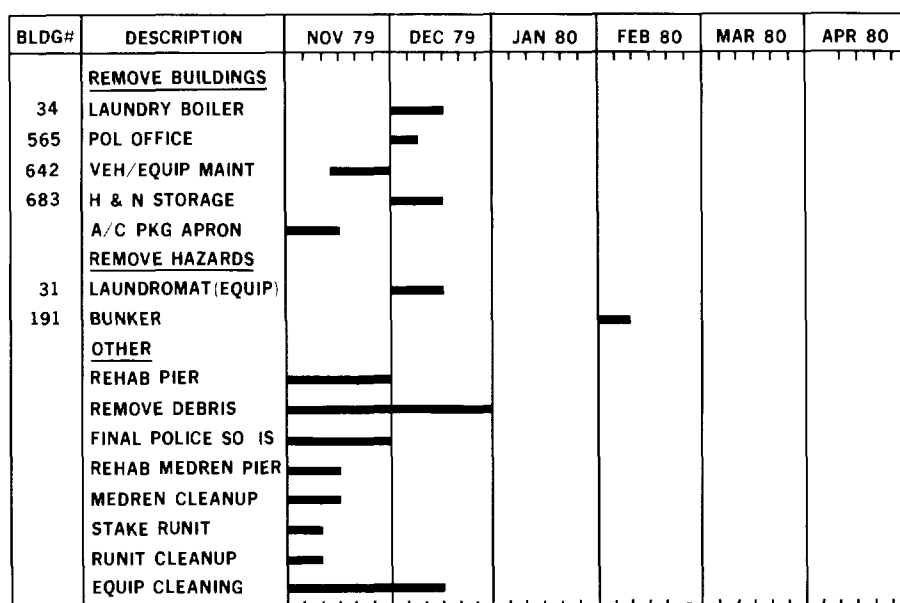 BLDG# DESCRIPTION NOV 79 DEC 79 JAN 80 FEB 80 MAR 80 APR 80
REMOVE BUILDINGS
34 LAUNDRY BOILER
565 POL OFFICE
642 VEH/EQUIP MAINT
683 H & N STORAGE
A/C PKG APRON
REMOVE HAZARDS
31 LAUNDROMAT(EQUIP)
191 BUNKER
OTHER
REHAB PIER
REMOVE DEBRIS
FINAL POLICE SO IS
REHAB MEDREN PIER
MEDREN CLEANUP
STAKE RUNIT
RUNIT CLEANUP
EQUIP CLEANING